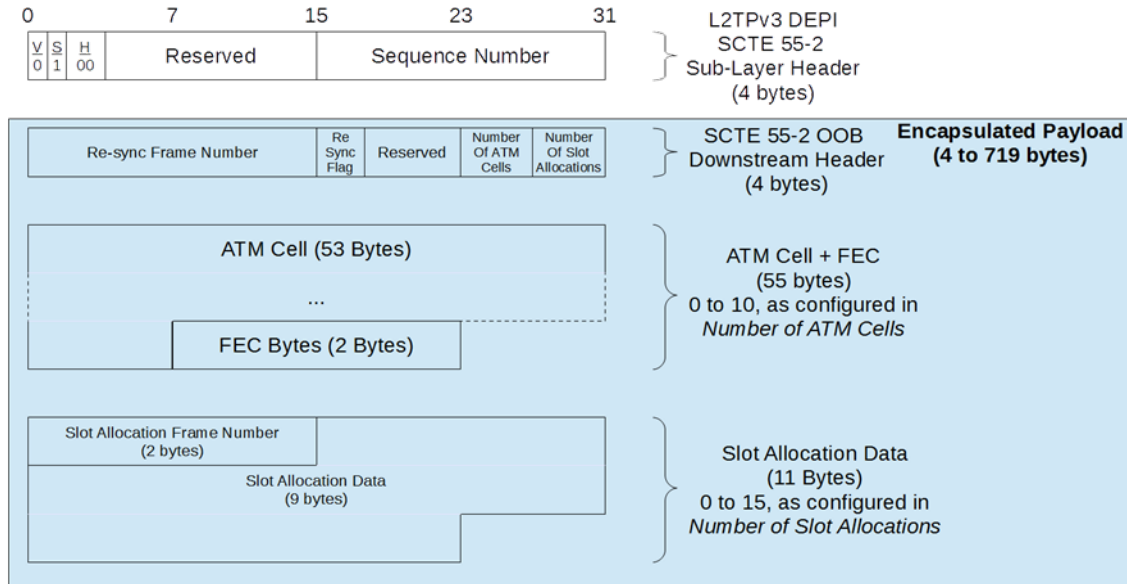 0 7 15 23 31
L2TPv3 DEPI
SCTE 55-2
Sub-Layer Header
(4 bytes)
V
0
S
1
H
00
Reserved
Sequence Number
Encapsulated Payload
(4 to 719 bytes)
Re-sync Frame Number
Re
Sync
Flag
Reserved
Number
Of ATM
Cells
Number
Of Slot
Allocations
SCTE 55-2 OOB
Downstream Header
(4 bytes)
ATM Cell (53 Bytes)
...
FEC Bytes (2 Bytes)
ATM Cell + FEC
(55 bytes)
0 to 10, as configured in
Number of ATM Cells
Slot Allocation Frame Number
(2 bytes)
Slot Allocation Data
(9 bytes)
Slot Allocation Data
(11 Bytes)
0 to 15, as configured in
Number of Slot Allocations